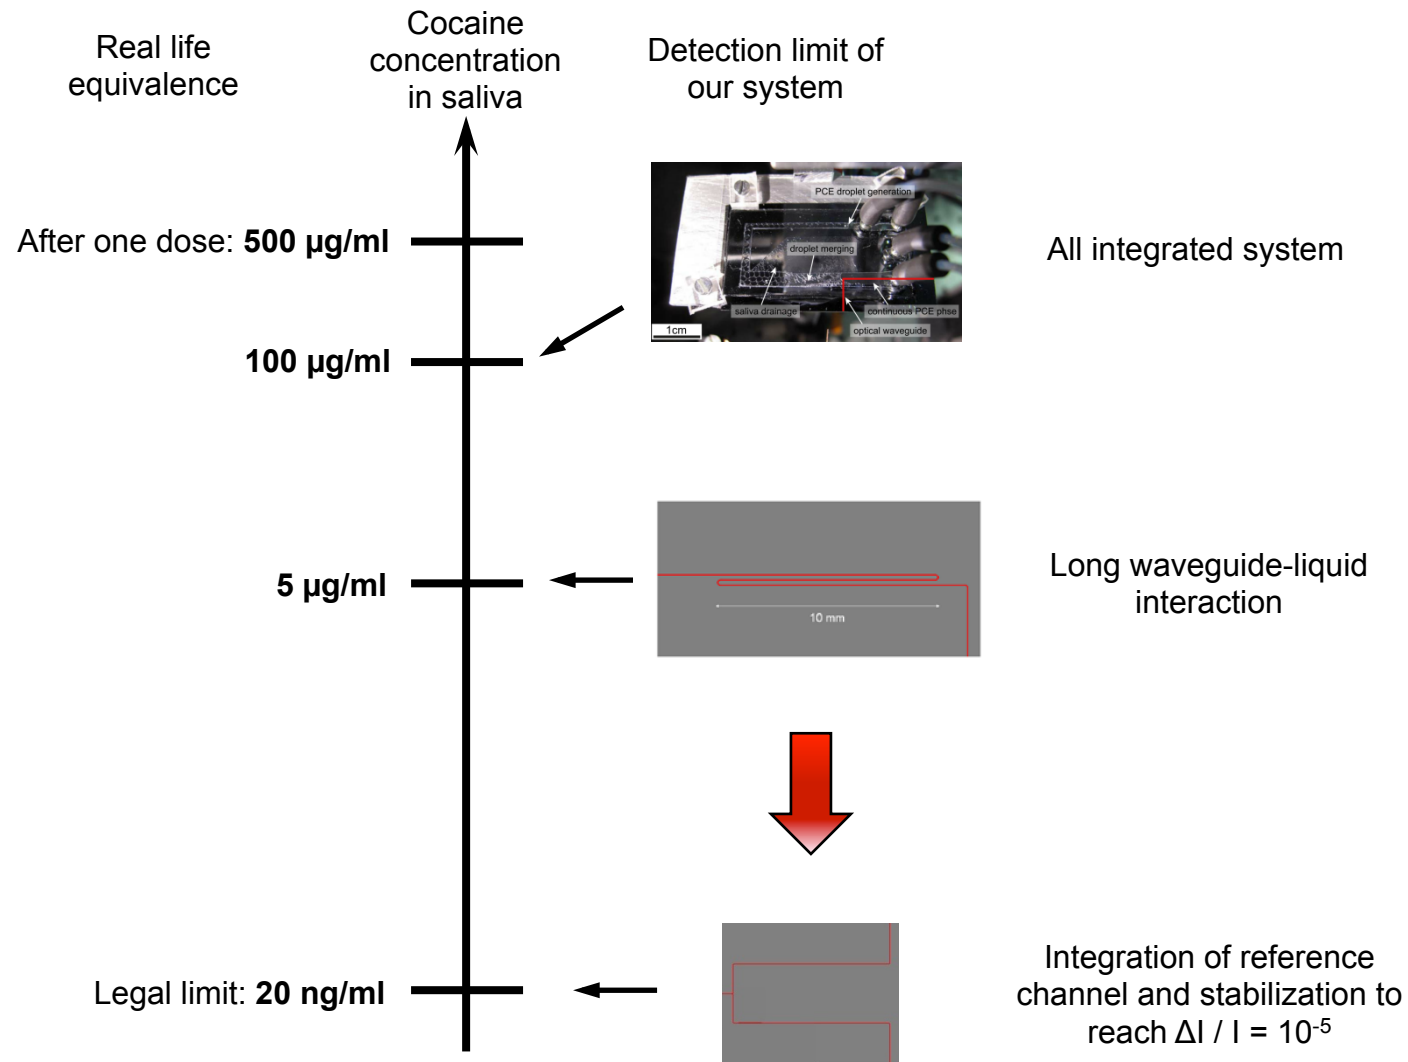 Real life
equivalence
Cocaine
concentration
in saliva
Detection limit of
our system
PCE droplet generation
droplet merging
saliva drainage
continuous PCE phse
optical waveguide
1cm
After one dose: 500 µg/ml
All integrated system
100 µg/ml
5 µg/ml
10 mm
Long waveguide-liquid
interaction
Legal limit: 20 ng/ml
Integration of reference
channel and stabilization to
reach ΔI / I = 10⁻⁵